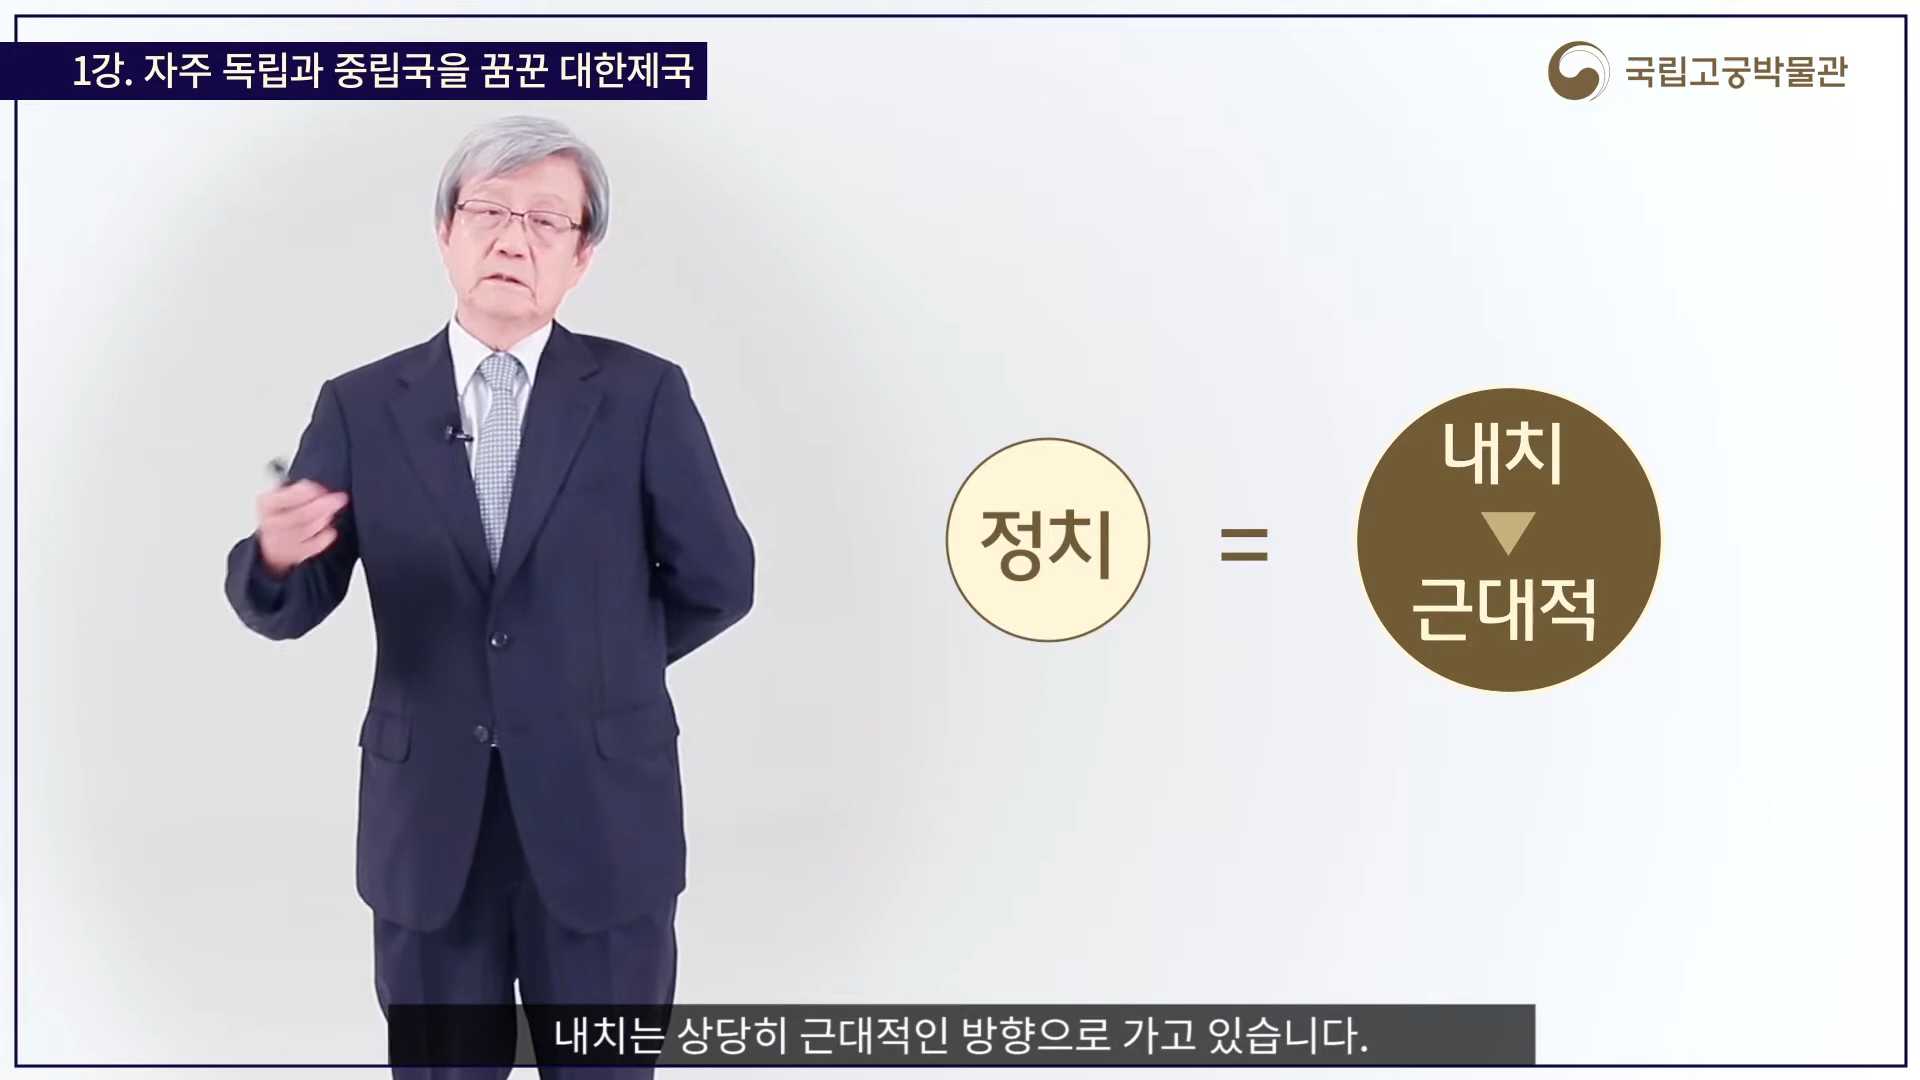 1강. 자주 독립과 중립국을 꿈꾼 대한제국
국립고궁박물관
정치
=
내치
근대적
내치는 상당히 근대적인 방향으로 가고 있습니다.